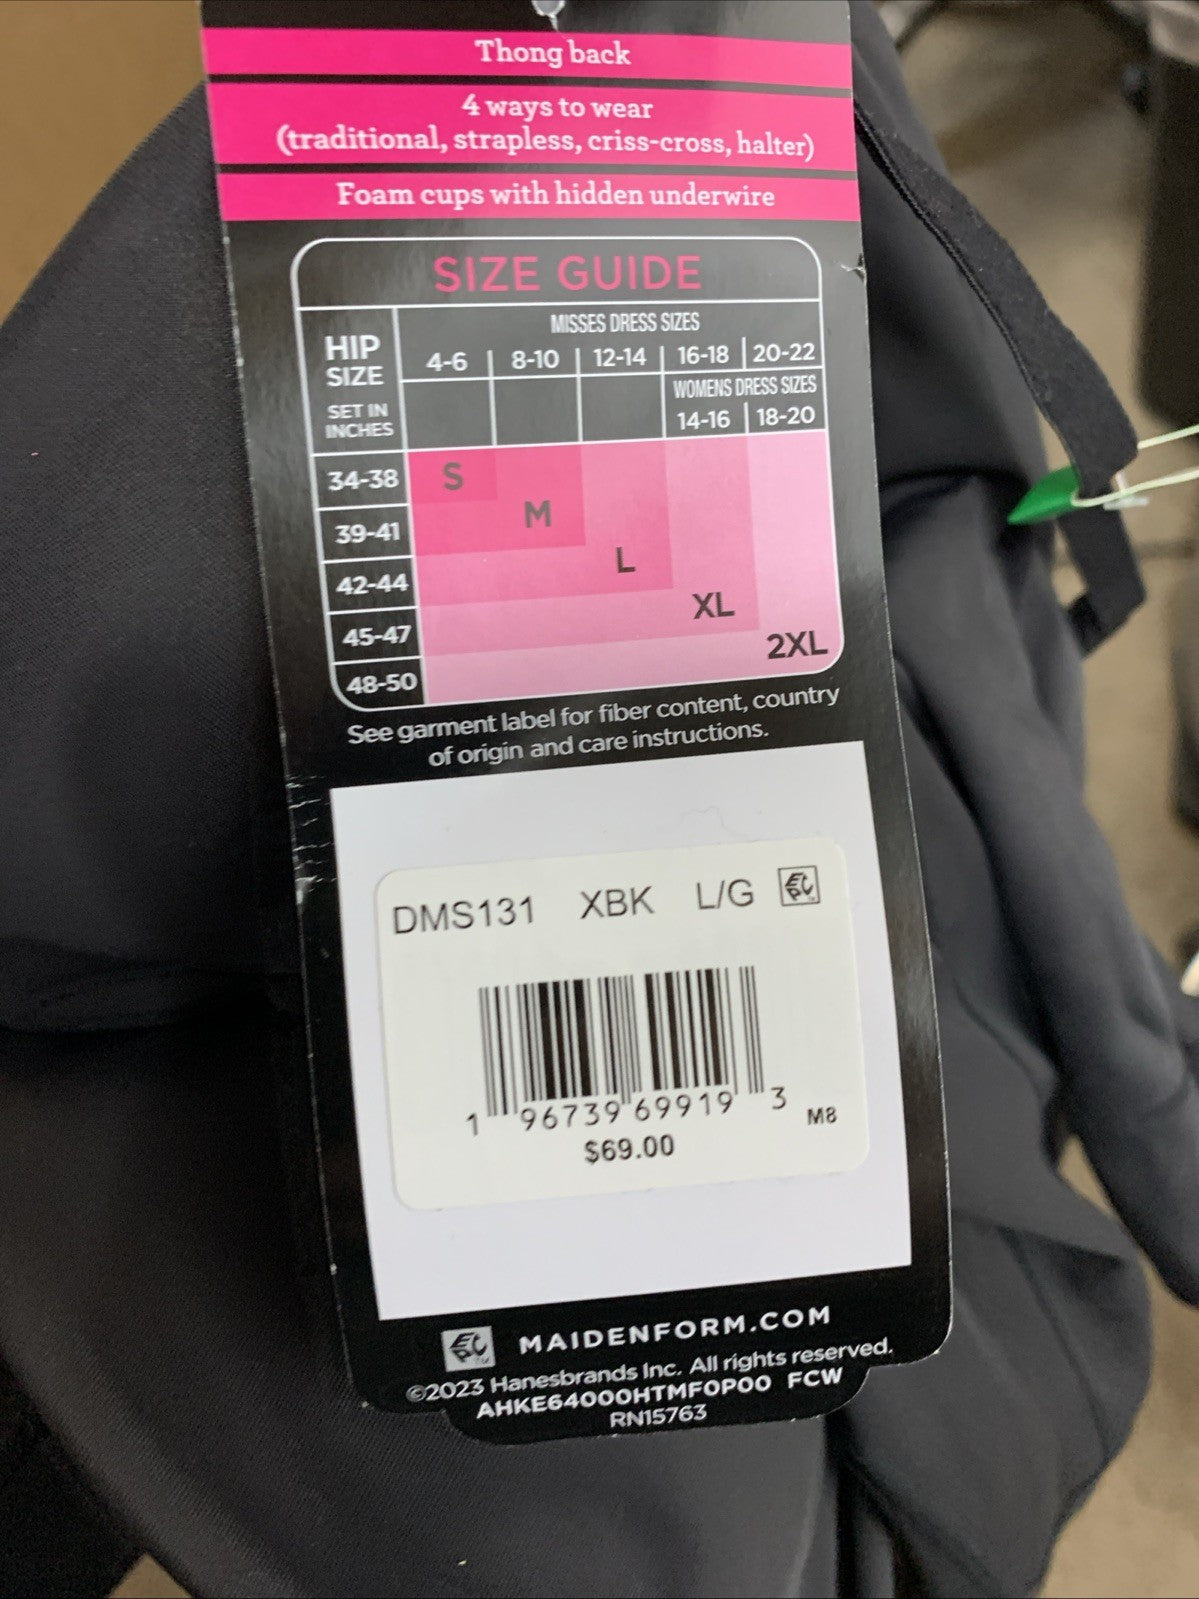 Thong back
4 ways to wear
(traditional, strapless, criss-cross, halter)
Foam cups with hidden underwire
SIZE GUIDE
HIP
SIZE
SET IN
INCHES
MISSES DRESS SIZES
4-6 | 8-10 | 12-14 | 16-18 | 20-22
WOMENS DRESS SIZES
14-16 | 18-20
34-38 S
M
39-41
L
42-44
XL
45-47
2XL
48-50
See garment label for fiber content, country
of origin and care instructions.
DMS131 XBK L/G
1 96739 69919 3 M8
$69.00
MAIDENFORM.COM
©2023 Hanesbrands Inc. All rights reserved.
AHKE64000HTMF0P00 FCW
RN15763